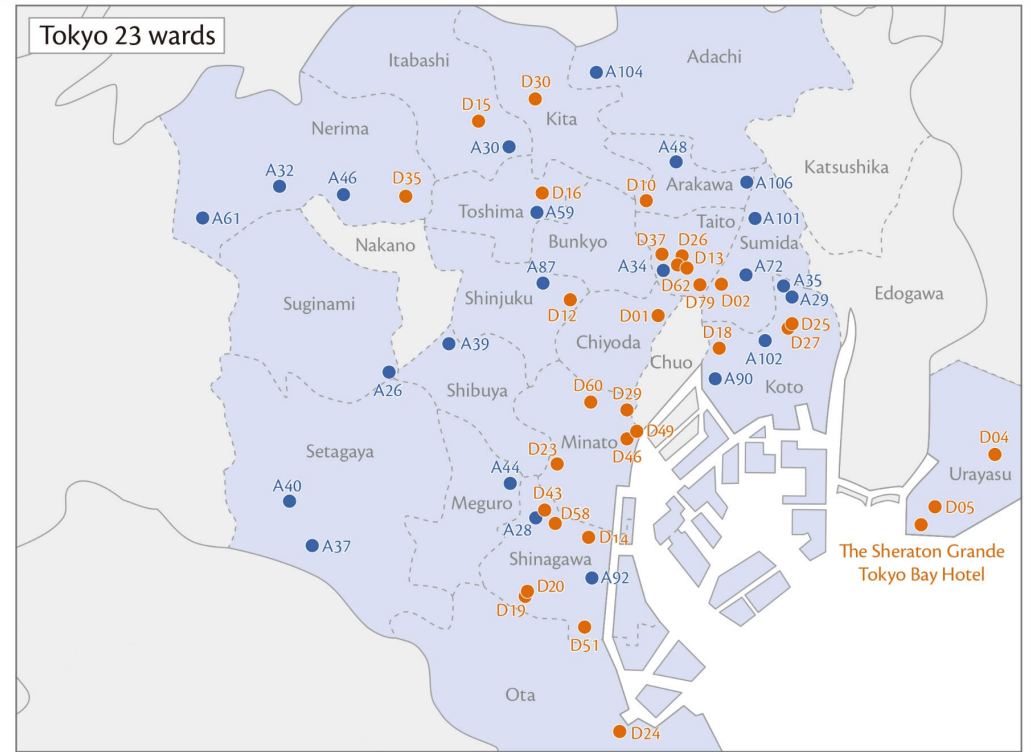 Tokyo 23 wards
Itabashi
Adachi
A104
D30
D15
Kita
Nerima
A30
A48
Katsushika
A32
A46
D35
D16
D10
Arakawa
A106
A61
Toshima
A59
Taito
A101
Nakano
Bunkyo
D37
D26
Sumida
D13
A34
A87
A72
A35
Suginami
Shinjuku
D62
A29
Edogawa
D12
D79
D02
D01
D25
D18
D27
A39
Chiyoda
A102
Chuo
A26
Shibuya
A90
Koto
D60
D29
D49
Minato
D46
D04
Setagaya
D23
A44
Urayasu
A40
Meguro
D43
D58
D05
A28
D14
A37
Shinagawa
The Sheraton Grande
Tokyo Bay Hotel
A92
D20
D19
D51
Ota
D24